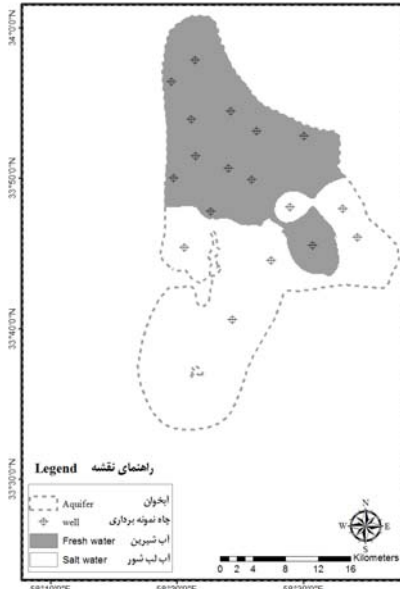 34°0'0"N
33°50'0"N
33°40'0"N
33°30'0"N
Legend راهنمای نقشه
Aquifer آبخوان
well چاه نمونه برداری
Fresh water آب شیرین
Salt water آب لب شور
N
W E
S
Kilometers
0 2 4 8 12 16